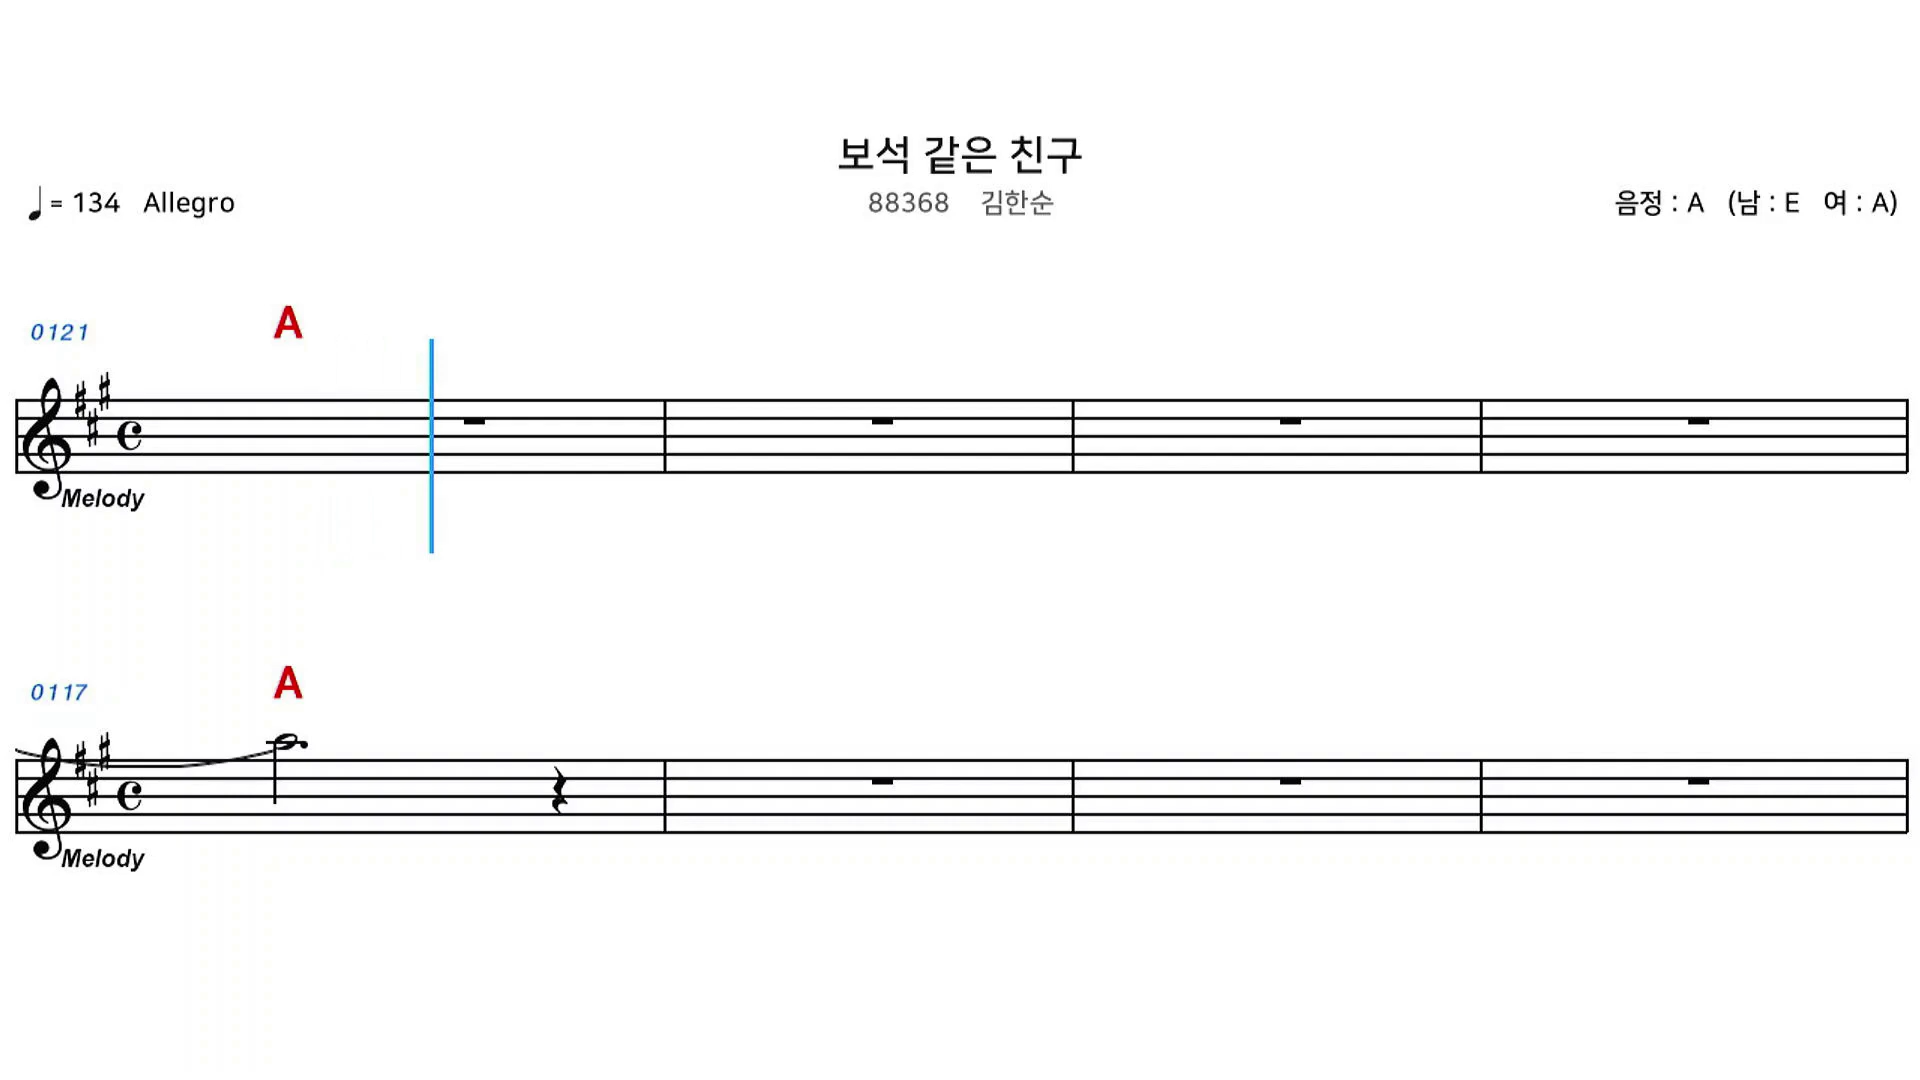 보석 같은 친구
♩ = 134 Allegro
88368 김한순
음정 : A (남 : E 여 : A)
0121 A
Melody
0117 A
Melody